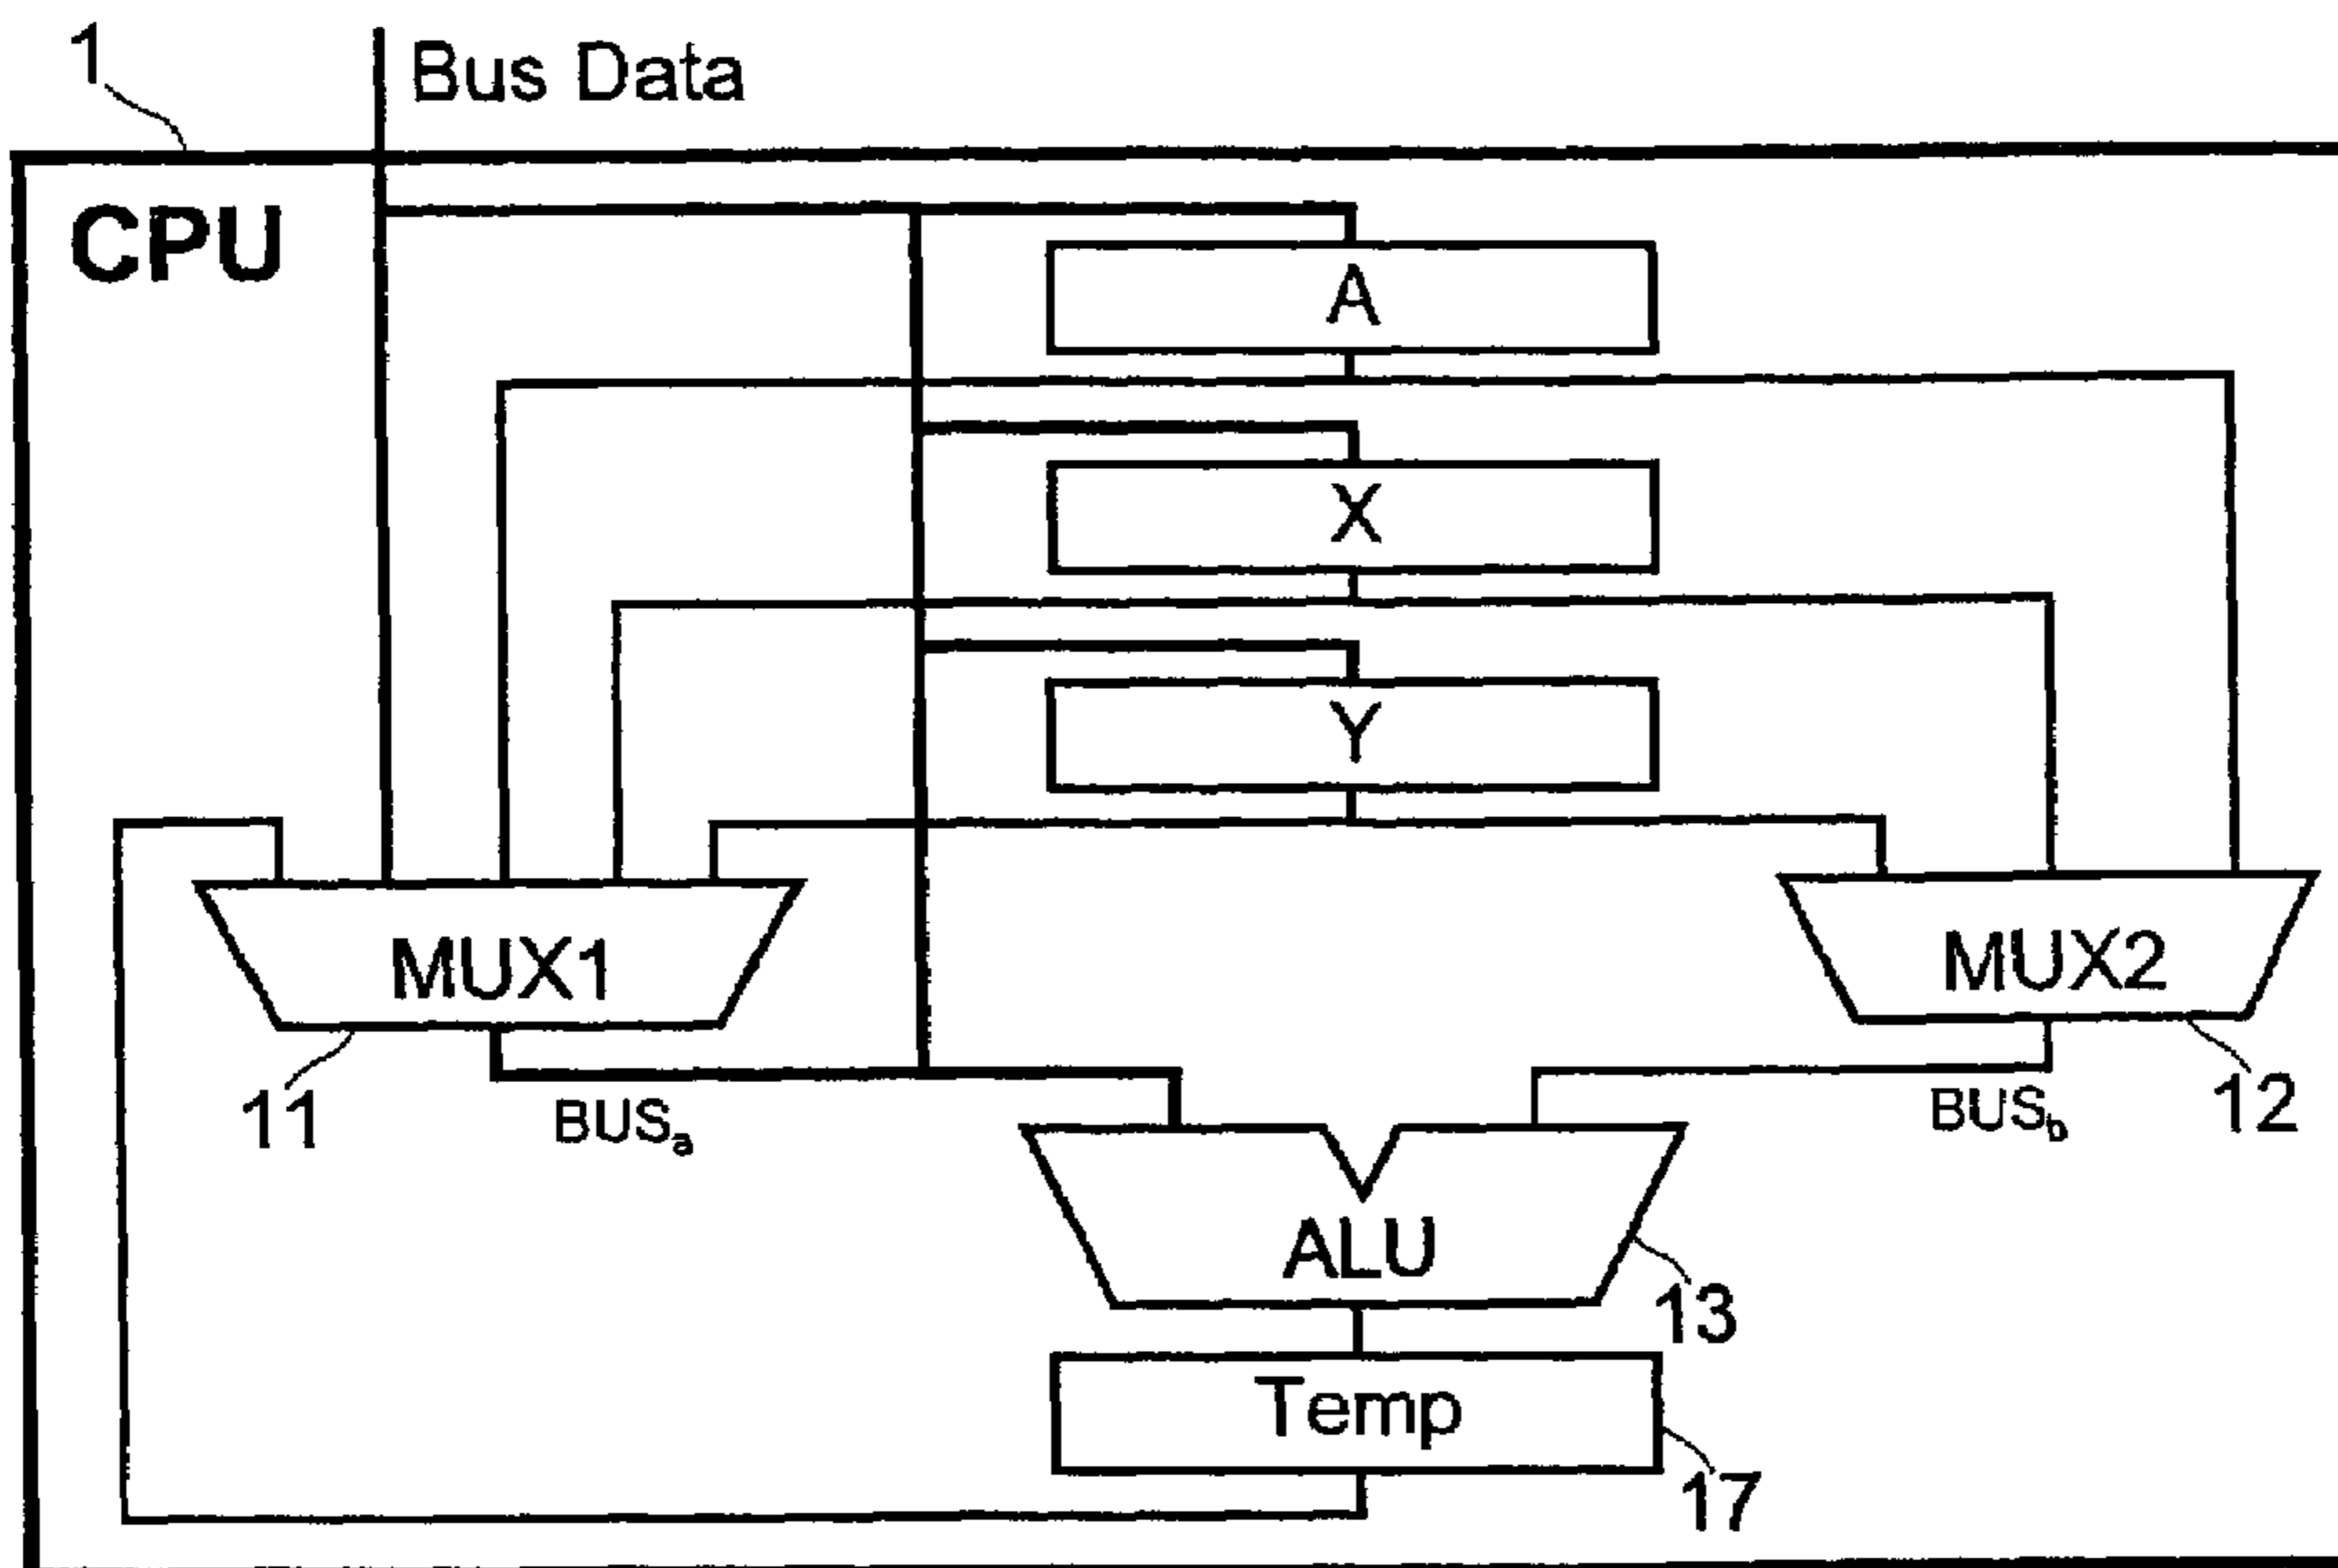 1
Bus Data
CPU
A
X
Y
MUX1
MUX2
11
BUSa
BUSb
12
ALU
13
Temp
17